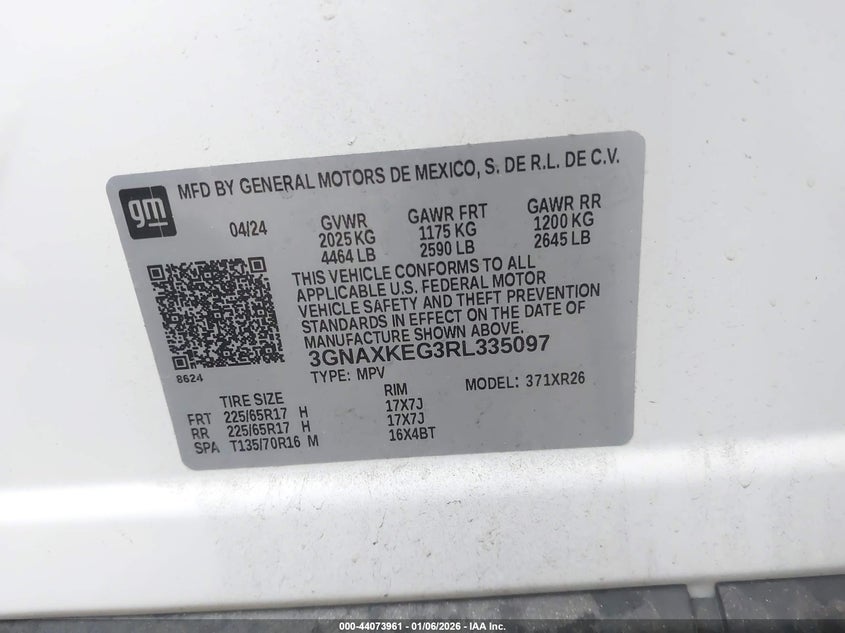 gm
MFD BY GENERAL MOTORS DE MEXICO, S. DE R.L. DE C.V.
04/24
GVWR GAWR FRT GAWR RR
2025 KG 1175 KG 1200 KG
4464 LB 2590 LB 2645 LB
THIS VEHICLE CONFORMS TO ALL
APPLICABLE U.S. FEDERAL MOTOR
VEHICLE SAFETY AND THEFT PREVENTION
STANDARDS IN EFFECT ON THE DATE OF
MANUFACTURE SHOWN ABOVE.
3GNAXKEG3RL335097
8624
TYPE: MPV MODEL: 371XR26
TIRE SIZE RIM
FRT 225/65R17 H 17X7J
RR 225/65R17 H 17X7J
SPA T135/70R16 M 16X4BT
000-44073961 - 01/06/2026 - IAA Inc.